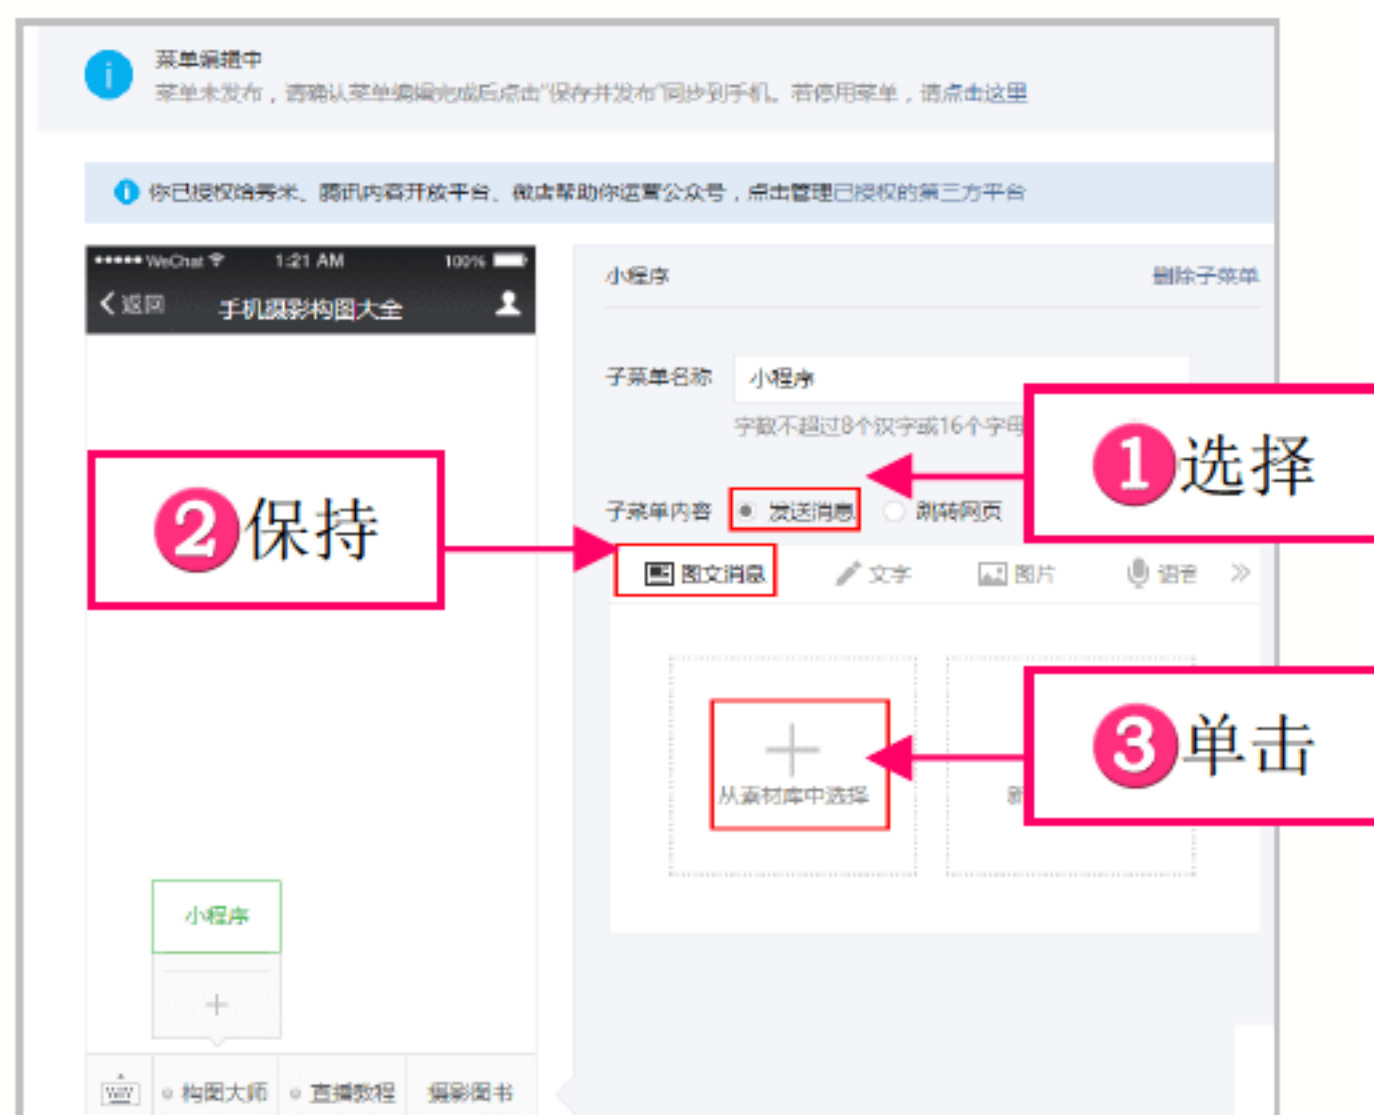 菜单编辑中
菜单未发布，请确认菜单编辑完成后点击"保存并发布"同步到手机。若停用菜单，请点击这里
你已授权给秀米、腾讯内容开放平台、微店帮助你运营公众号，点击管理已授权的第三方平台
WeChat 1:21 AM 100%
返回 手机摄影构图大全
小程序 删除子菜单
子菜单名称 小程序
字数不超过8个汉字或16个字母
1选择
2保持
子菜单内容 发送消息 跳转网页
图文消息 文字 图片 语音
从素材库中选择
3单击
小程序
构图大师 直播教程 摄影图书